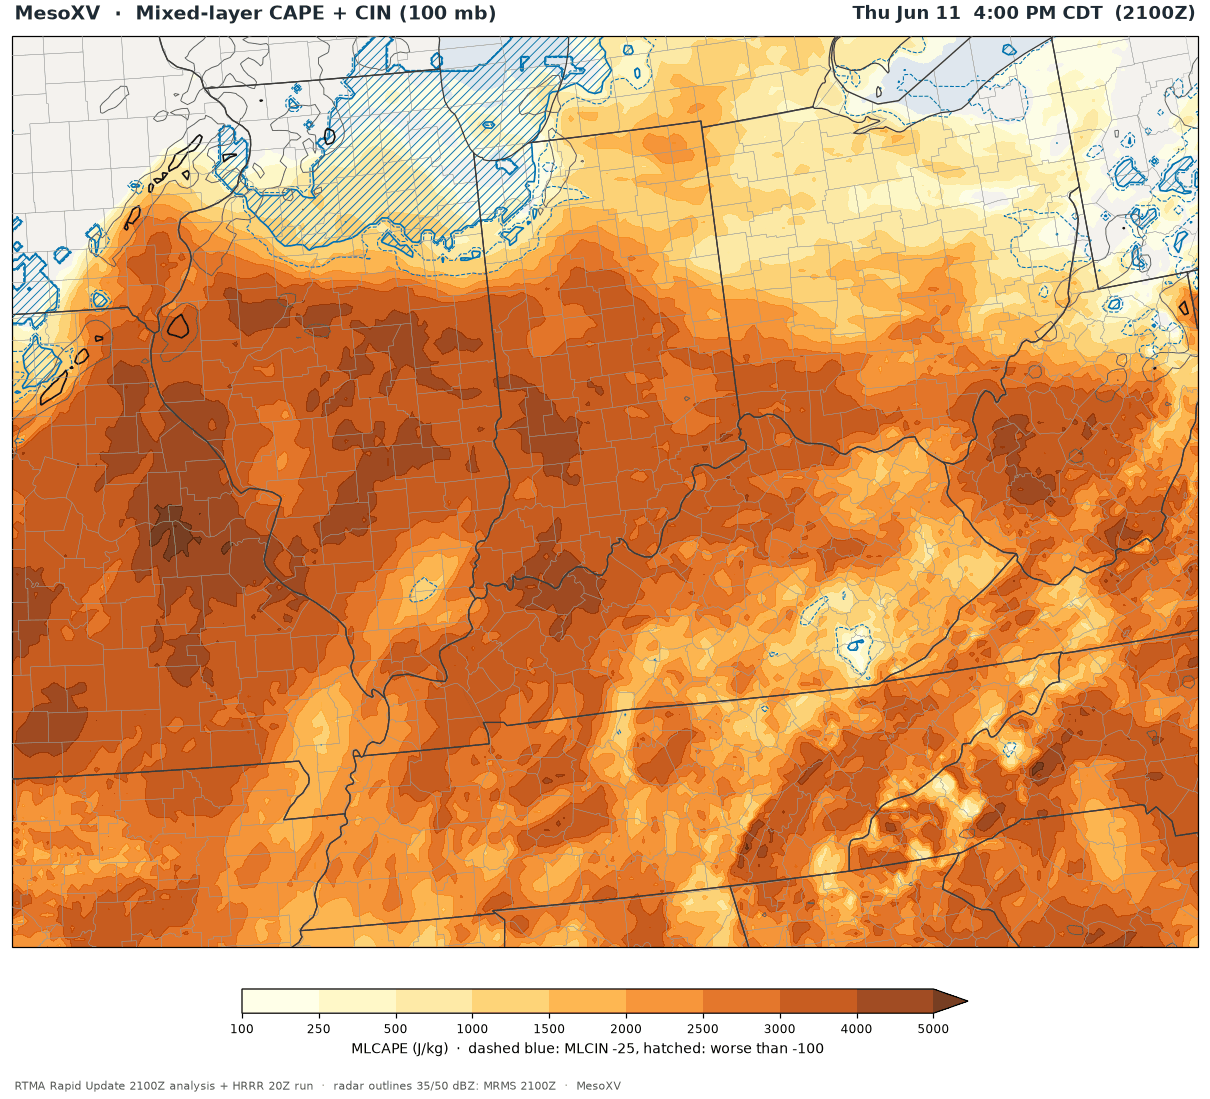 MesoXV · Mixed-layer CAPE + CIN (100 mb)
Thu Jun 11 4:00 PM CDT (2100Z)
100 250 500 1000 1500 2000 2500 3000 4000 5000
MLCAPE (J/kg) · dashed blue: MLCIN -25, hatched: worse than -100
RTMA Rapid Update 2100Z analysis + HRRR 20Z run · radar outlines 35/50 dBZ: MRMS 2100Z · MesoXV